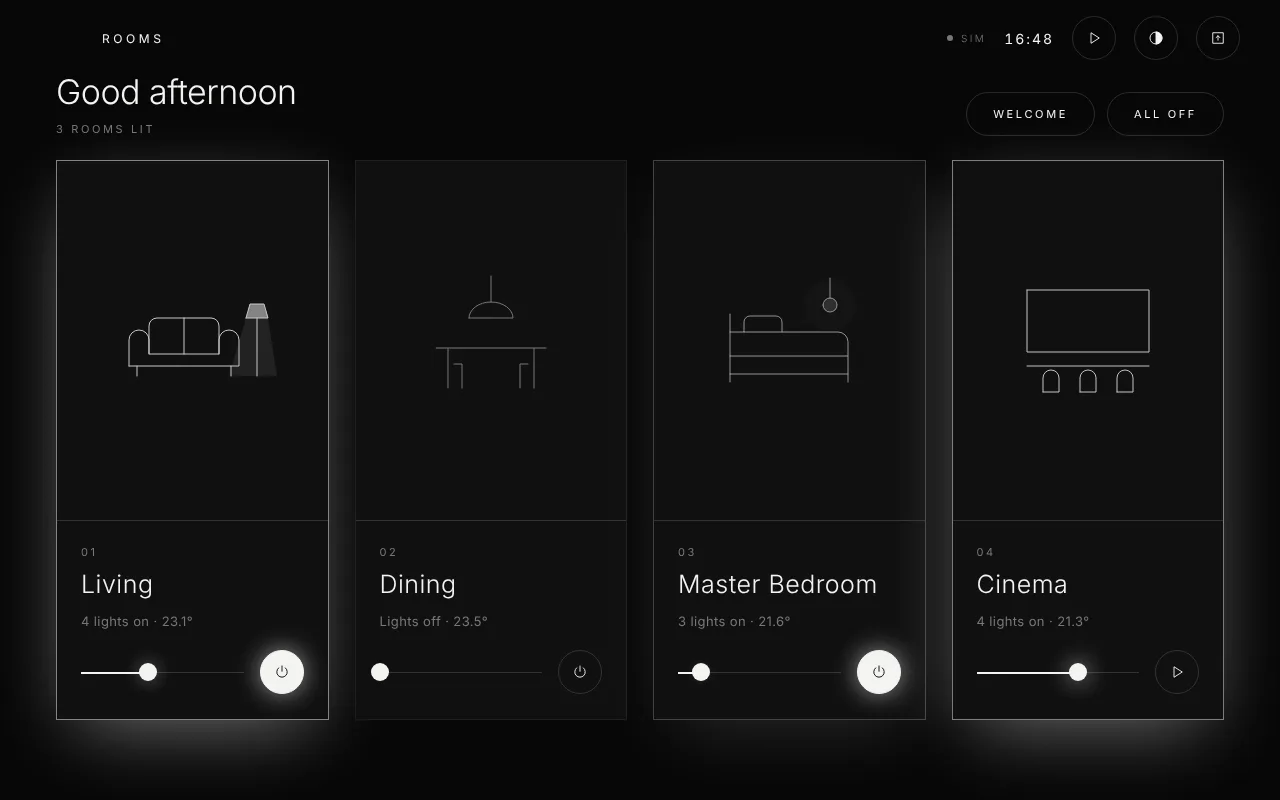 ROOMS
SIM
16:48
Good afternoon
3 ROOMS LIT
WELCOME
ALL OFF
01
Living
4 lights on · 23.1°
02
Dining
Lights off · 23.5°
03
Master Bedroom
3 lights on · 21.6°
04
Cinema
4 lights on · 21.3°